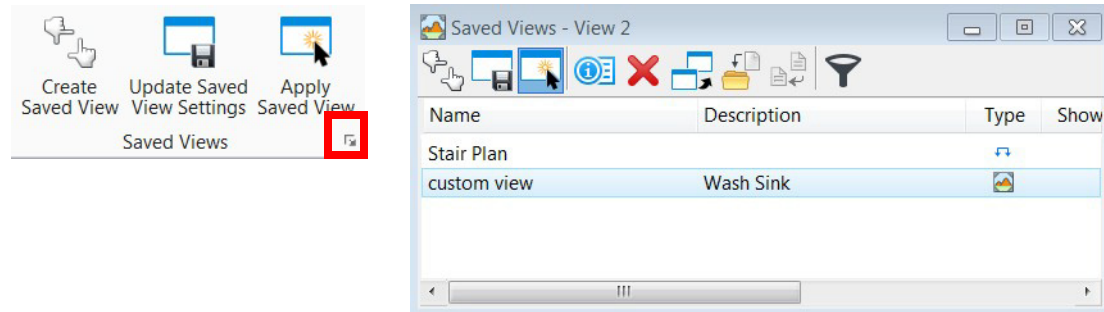 Create
Saved View
Update Saved
View Settings
Apply
Saved View
Saved Views
Saved Views - View 2
Name Description Type Show
Stair Plan
custom view Wash Sink